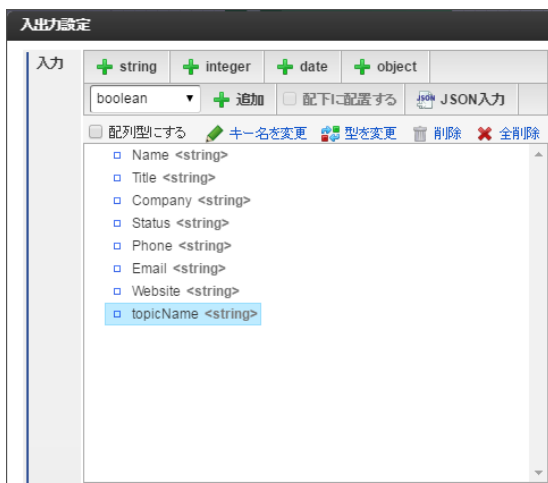 入出力設定
入力
string integer date object
boolean ▼ 追加 配下に配置する JSON入力
配列型にする キー名を変更 型を変更 削除 全削除
Name <string>
Title <string>
Company <string>
Status <string>
Phone <string>
Email <string>
Website <string>
topicName <string>